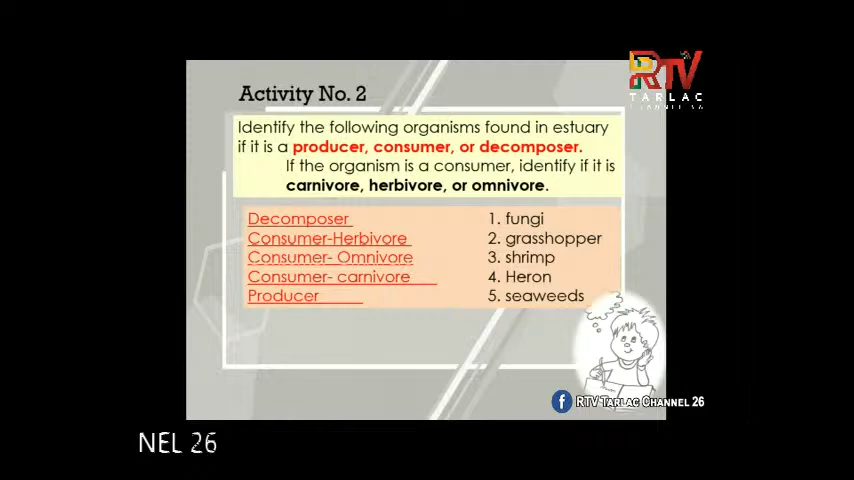 RTV
TARLAC
CHANNEL 26
Activity No. 2
Identify the following organisms found in estuary
if it is a producer, consumer, or decomposer.
If the organism is a consumer, identify if it is
carnivore, herbivore, or omnivore.
Decomposer 1. fungi
Consumer-Herbivore 2. grasshopper
Consumer- Omnivore 3. shrimp
Consumer- carnivore 4. Heron
Producer 5. seaweeds
f RTV TARLAC CHANNEL 26
NEL 26